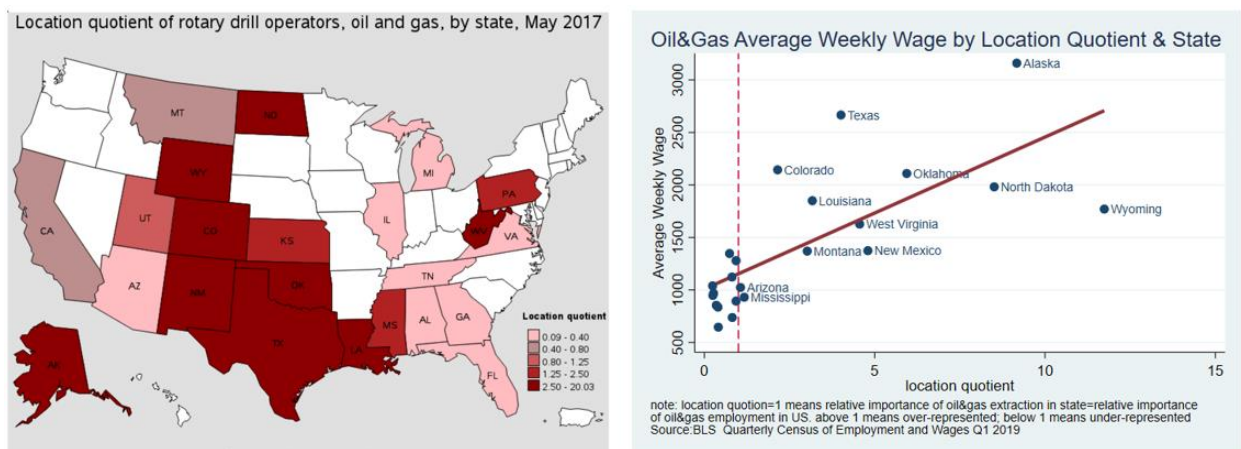 Location quotient of rotary drill operators, oil and gas, by state, May 2017
MT
ND
WY
MI
PA
UT
CO
KS
IL
WV
VA
CA
AZ
NM
OK
TN
MS
AL
GA
TX
LA
FL
AK
Location quotient
0.09 - 0.40
0.40 - 0.80
0.80 - 1.25
1.25 - 2.50
2.50 - 20.03
Oil&Gas Average Weekly Wage by Location Quotient & State
Average Weekly Wage
3000
2500
2000
1500
1000
500
Alaska
Texas
Colorado
Oklahoma
North Dakota
Louisiana
Wyoming
West Virginia
Montana
New Mexico
Arizona
Mississippi
0
5
10
15
location quotient
note: location quotion=1 means relative importance of oil&gas extraction in state=relative importance
of oil&gas employment in US. above 1 means over-represented; below 1 means under-represented
Source:BLS Quarterly Census of Employment and Wages Q1 2019